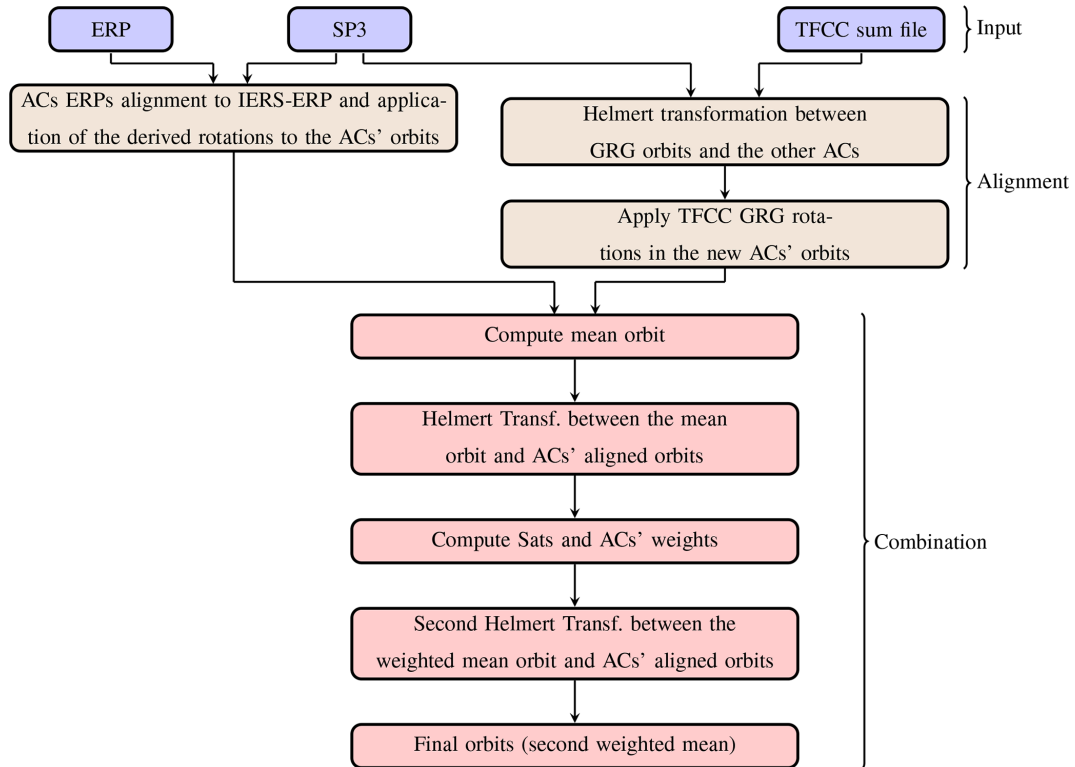 ERP
SP3
TFCC sum file
Input
ACs ERPs alignment to IERS-ERP and applica-
tion of the derived rotations to the ACs' orbits
Helmert transformation between
GRG orbits and the other ACs
Alignment
Apply TFCC GRG rota-
tions in the new ACs' orbits
Compute mean orbit
Helmert Transf. between the mean
orbit and ACs' aligned orbits
Compute Sats and ACs' weights
Combination
Second Helmert Transf. between the
weighted mean orbit and ACs' aligned orbits
Final orbits (second weighted mean)